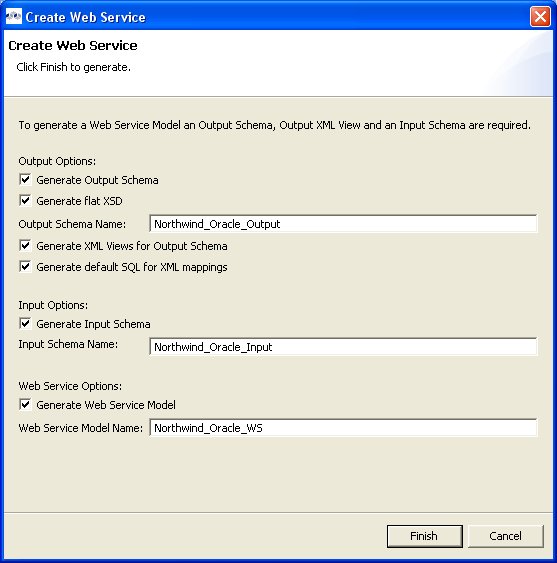 Create Web Service
Create Web Service
Click Finish to generate.
To generate a Web Service Model an Output Schema, Output XML View and an Input Schema are required.
Output Options:
Generate Output Schema
Generate flat XSD
Output Schema Name: Northwind_Oracle_Output
Generate XML Views for Output Schema
Generate default SQL for XML mappings
Input Options:
Generate Input Schema
Input Schema Name: Northwind_Oracle_Input
Web Service Options:
Generate Web Service Model
Web Service Model Name: Northwind_Oracle_WS
Finish Cancel